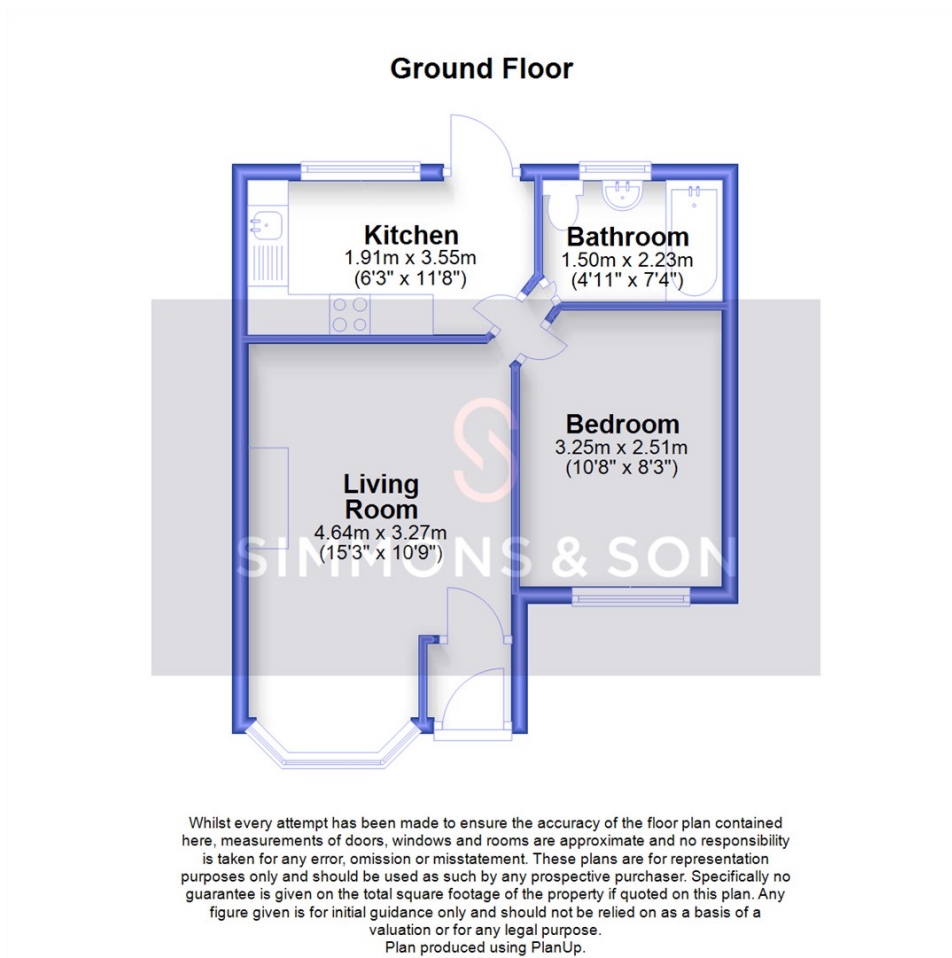 Ground Floor
Kitchen
1.91m x 3.55m
(6'3" x 11'8")
Bathroom
1.50m x 2.23m
(4'11" x 7'4")
Bedroom
3.25m x 2.51m
(10'8" x 8'3")
Living
Room
4.64m x 3.27m
(15'3" x 10'9")
SIMMONS & SON
Whilst every attempt has been made to ensure the accuracy of the floor plan contained
here, measurements of doors, windows and rooms are approximate and no responsibility
is taken for any error, omission or misstatement. These plans are for representation
purposes only and should be used as such by any prospective purchaser. Specifically no
guarantee is given on the total square footage of the property if quoted on this plan. Any
figure given is for initial guidance only and should not be relied on as a basis of a
valuation or for any legal purpose.
Plan produced using PlanUp.